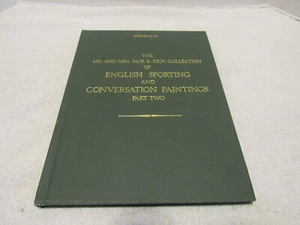 THE
MR. AND MRS. JACK R. DICK COLLECTION
OF
ENGLISH SPORTING
AND
CONVERSATION PAINTINGS
PART TWO